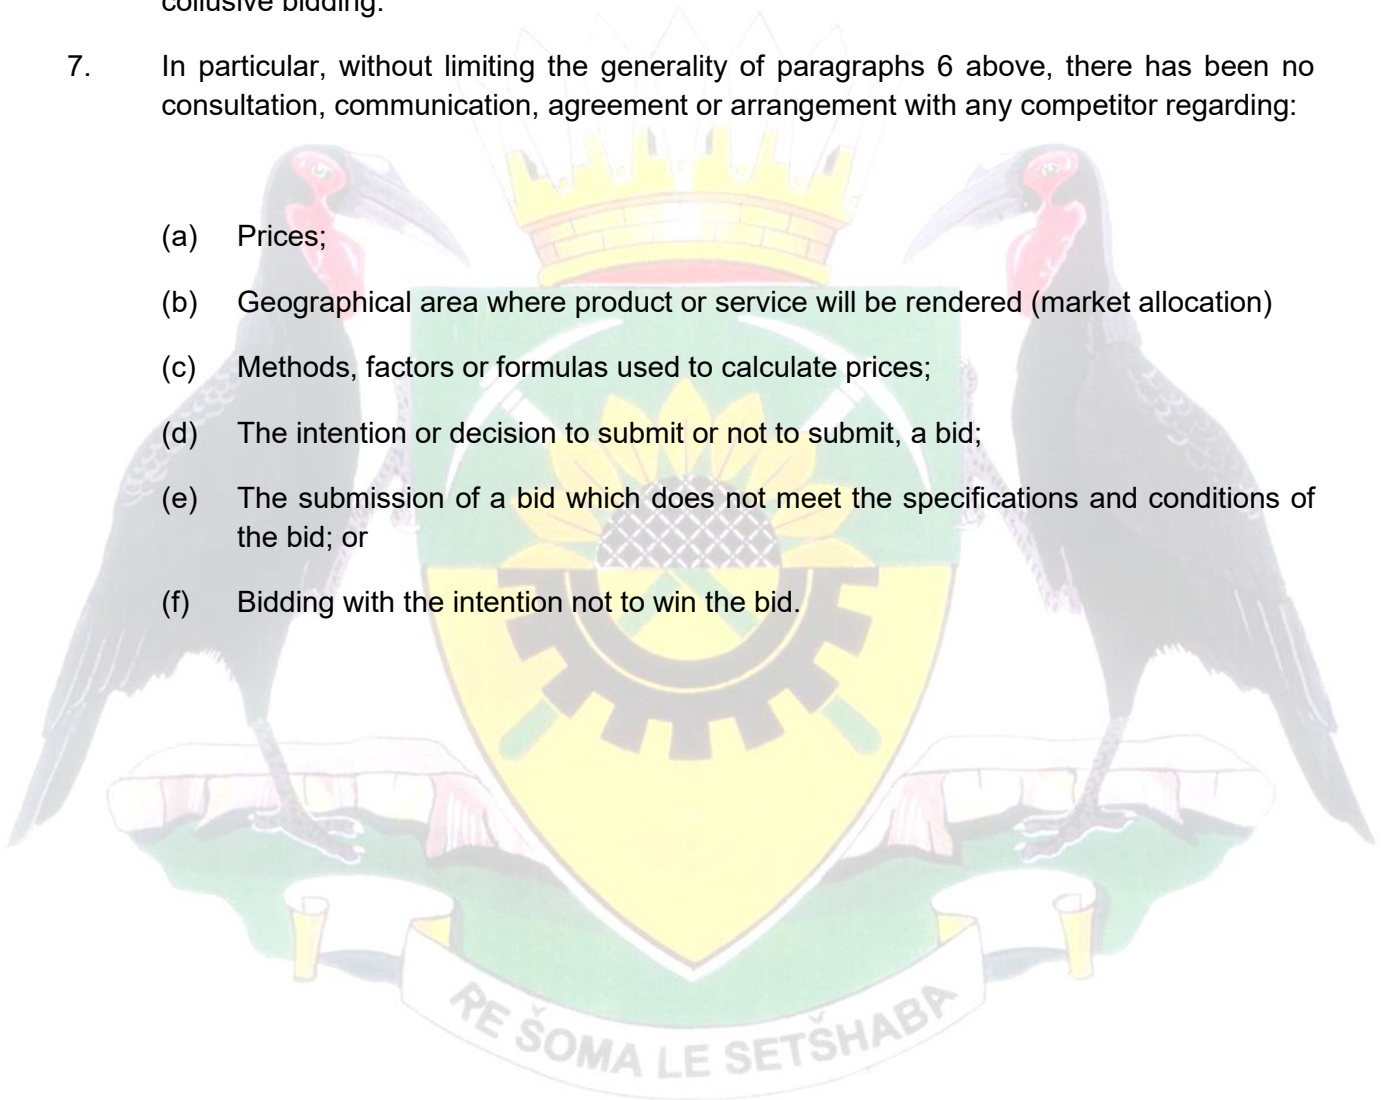 collusive bidding.
7. In particular, without limiting the generality of paragraphs 6 above, there has been no
consultation, communication, agreement or arrangement with any competitor regarding:
(a) Prices;
(b) Geographical area where product or service will be rendered (market allocation)
(c) Methods, factors or formulas used to calculate prices;
(d) The intention or decision to submit or not to submit, a bid;
(e) The submission of a bid which does not meet the specifications and conditions of
the bid; or
(f) Bidding with the intention not to win the bid.
RE ŠOMA LE SETŠHABA